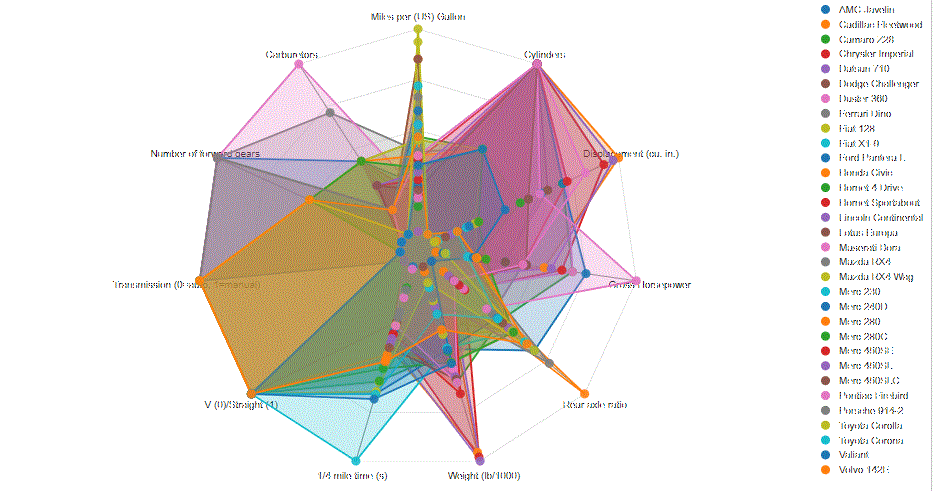 Miles per (US) Gallon
Cylinders
Displacement (cu. in.)
Gross Horsepower
Rear axle ratio
Weight (lb/1000)
1/4 mile time (s)
V (0)/Straight (1)
Transmission (0=auto, 1=manual)
Number of forward gears
Carburetors
AMC Javelin
Cadillac Fleetwood
Camaro Z28
Chrysler Imperial
Datsun 710
Dodge Challenger
Duster 360
Ferrari Dino
Fiat 128
Fiat X1-9
Ford Pantera L
Honda Civic
Hornet 4 Drive
Hornet Sportabout
Lincoln Continental
Lotus Europa
Maserati Bora
Mazda RX4
Mazda RX4 Wag
Merc 230
Merc 240D
Merc 280
Merc 280C
Merc 450SE
Merc 450SL
Merc 450SLC
Pontiac Firebird
Porsche 914-2
Toyota Corolla
Toyota Corona
Valiant
Volvo 142E